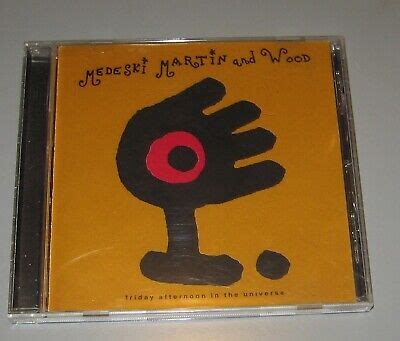 MEDESKI MARTIN and WOOD
friday afternoon in the universe